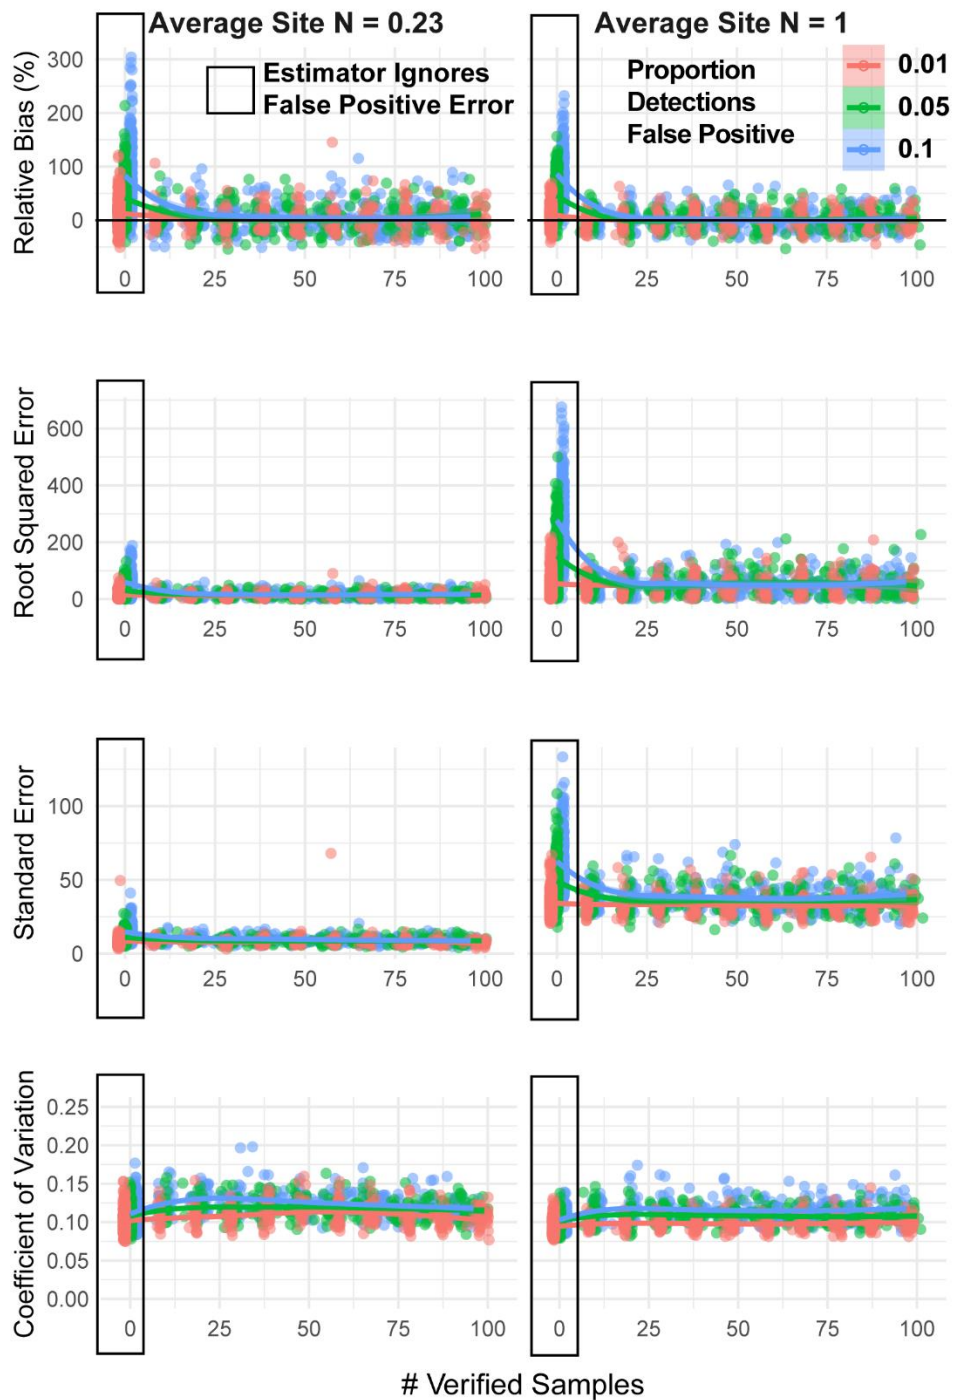 Average Site N = 0.23
Average Site N = 1
Estimator Ignores
False Positive Error
Proportion
Detections
False Positive
0.01
0.05
0.1
Relative Bias (%)
300
200
100
0
0 25 50 75 100
0 25 50 75 100
Root Squared Error
600
400
200
0
0 25 50 75 100
0 25 50 75 100
Standard Error
100
50
0
0 25 50 75 100
0 25 50 75 100
Coefficient of Variation
0.25
0.20
0.15
0.10
0.05
0.00
0 25 50 75 100
0 25 50 75 100
# Verified Samples